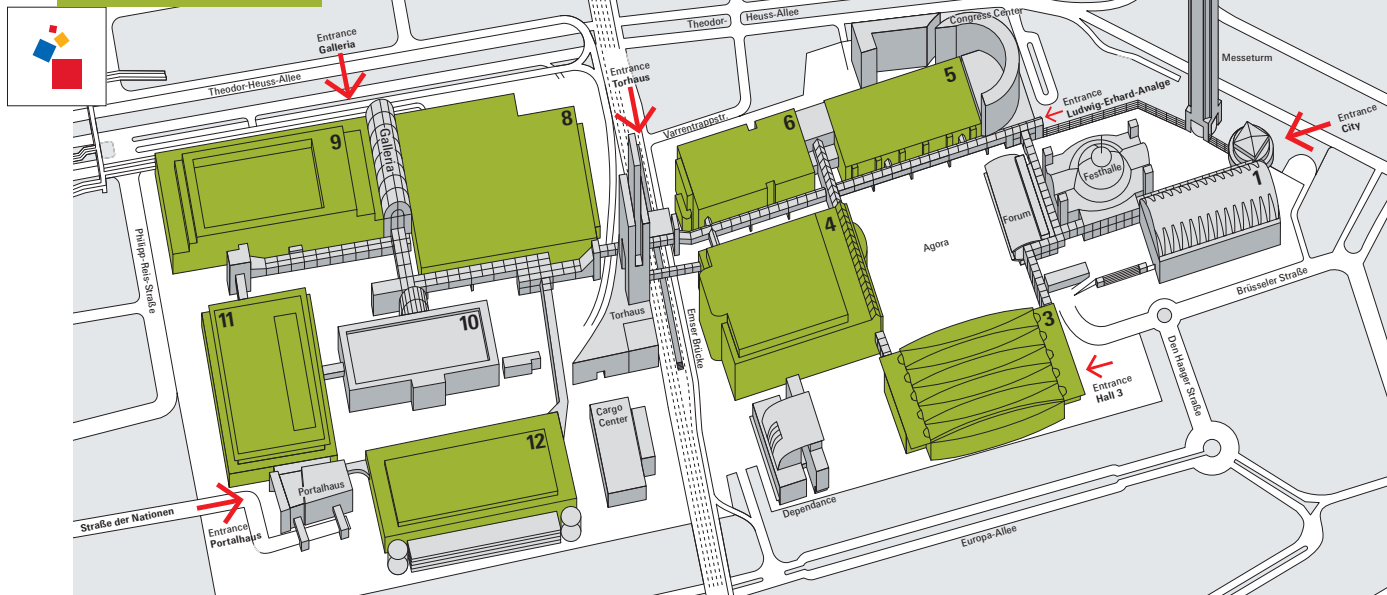 Theodor-
Heuss-Allee
Congress Center
Entrance
Galleria
Messeturm
Theodor-Heuss-Allee
Entrance
Torhaus
5
Entrance
Ludwig-Erhard-Analge
Entrance
City
Varrentrappstr.
6
8
9
Galleria
Festhalle
1
Forum
4
Agora
Philipp-Reis-Straße
Brüsseler Straße
11
10
Torhaus
Emser Brücke
3
Den Haager Straße
Entrance
Hall 3
Cargo
Center
12
Portalhaus
Dependance
Straße der Nationen
Entrance
Portalhaus
Europa-Allee